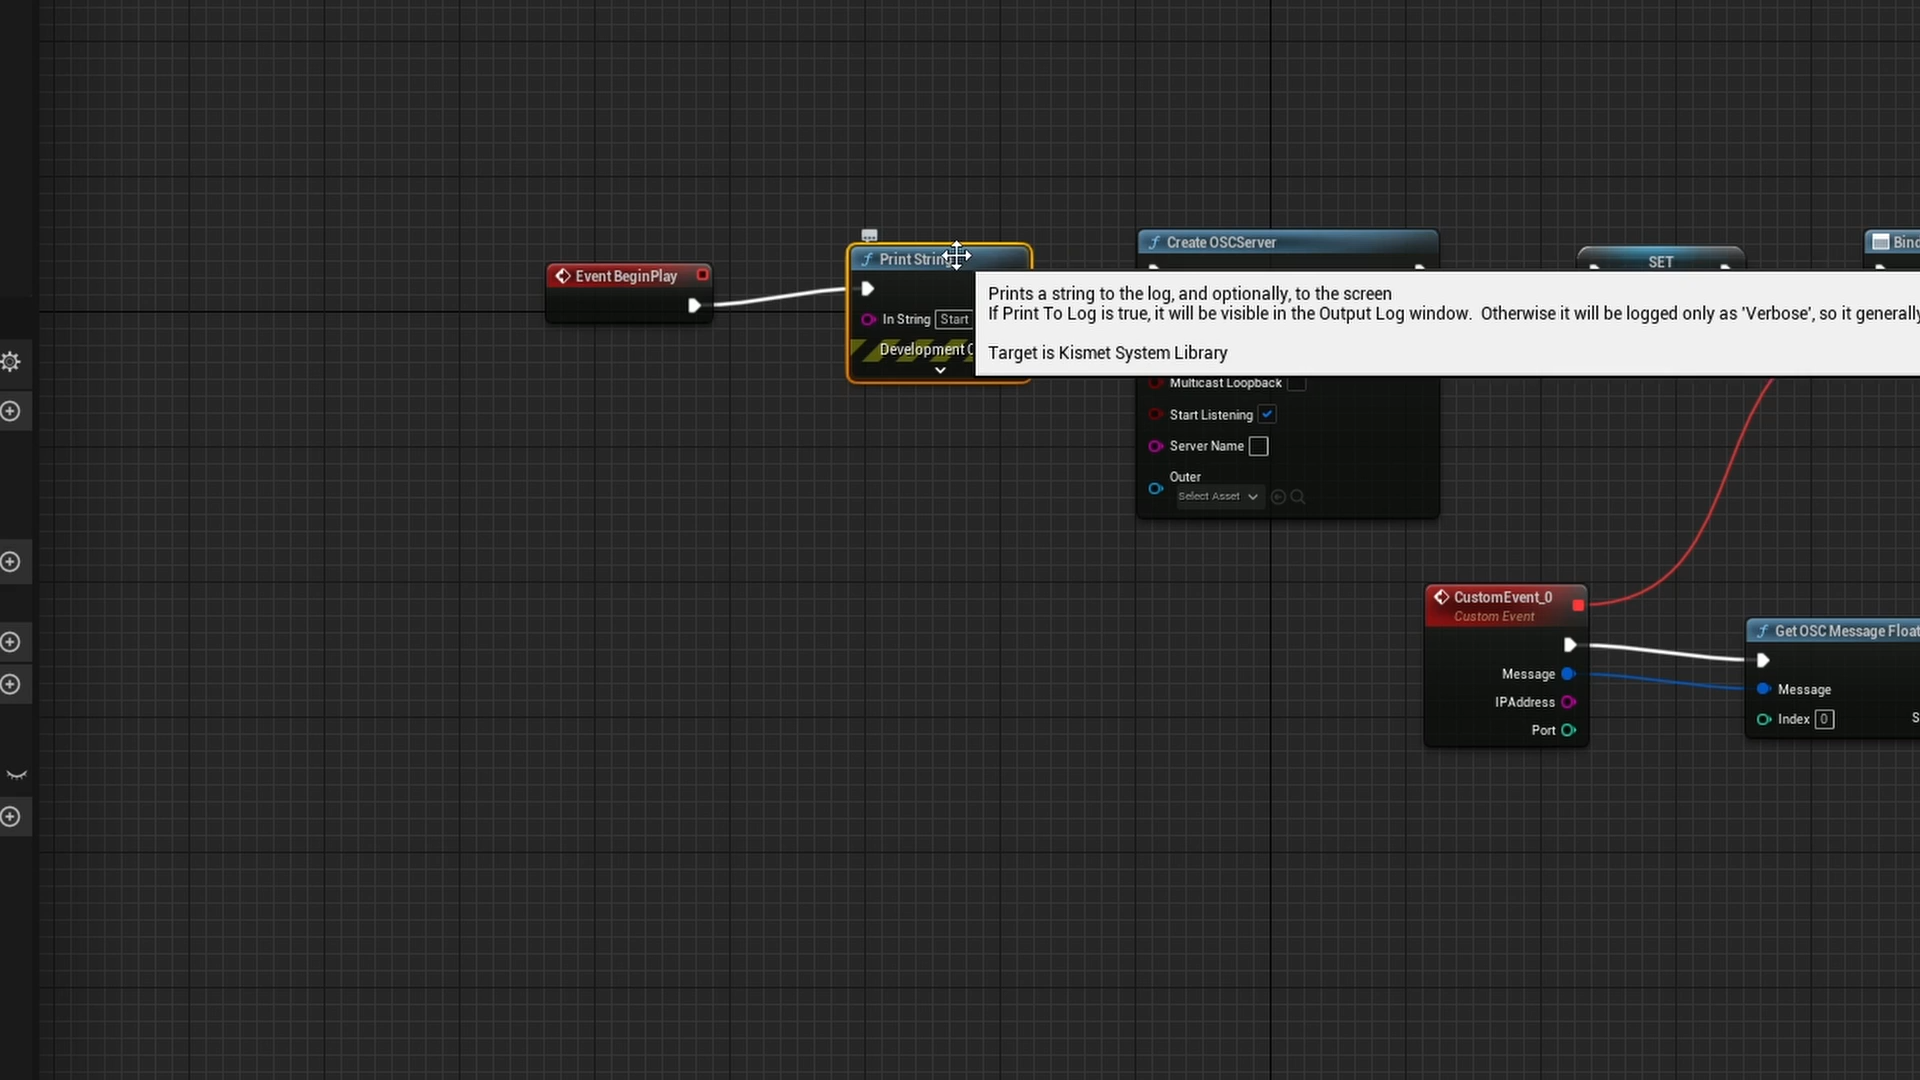 Create OSCServer
Print String
SET
Event BeginPlay
Prints a string to the log, and optionally, to the screen
If Print To Log is true, it will be visible in the Output Log window. Otherwise it will be logged only as 'Verbose', so it generally
Target is Kismet System Library
In String Start
Development
Multicast Loopback
Start Listening
Server Name
Outer
Select Asset
CustomEvent_0
Custom Event
Get OSC Message Float
Message
IPAddress
Port
Message
Index 0